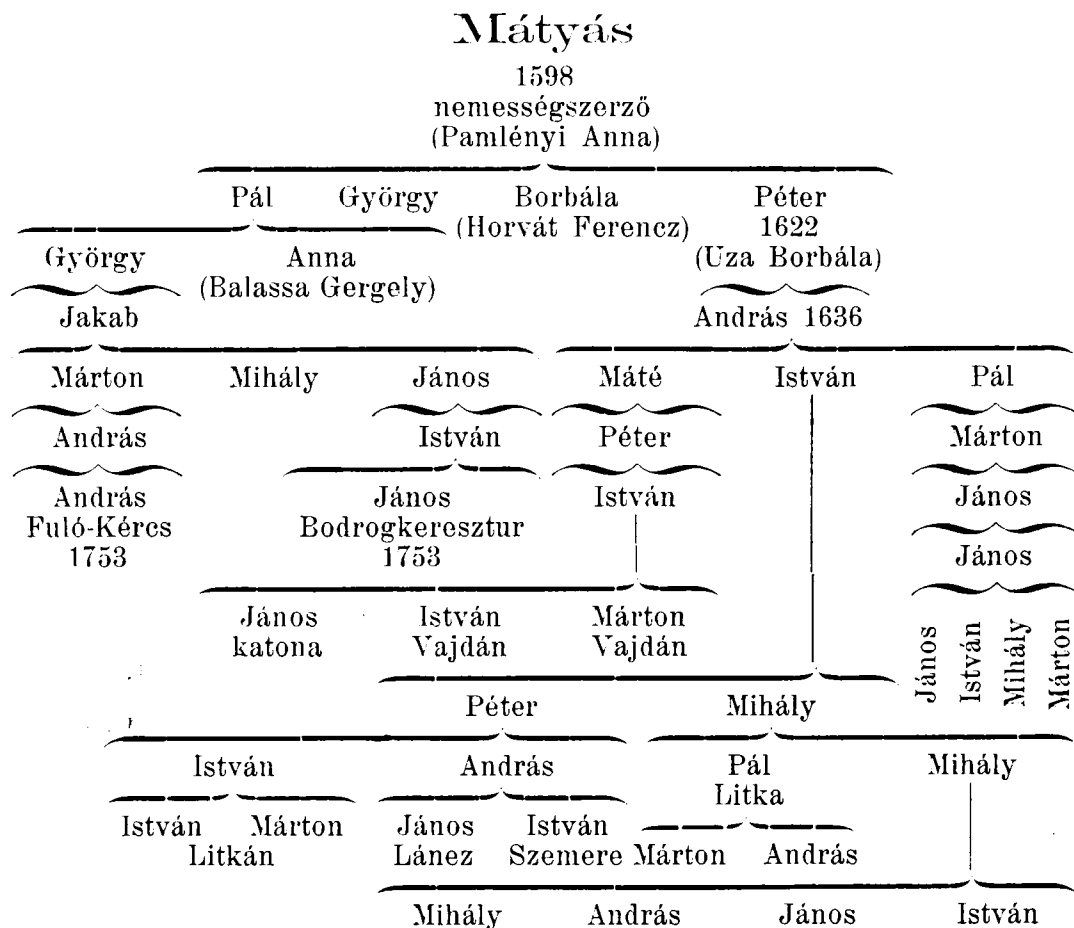 Mátyás
1598
nemességszerző
(Pamlényi Anna)
Pál György Borbála Péter
(Horvát Ferencz) 1622
György Anna (Uza Borbála)
(Balassa Gergely)
Jakab András 1636
Márton Mihály János Máté István Pál
András István Péter Márton
András János István János
Fuló-Kércs Bodrogkeresztur
1753 1753 János
János István Márton
katona Vajdán Vajdán
János István Mihály Márton
Péter Mihály
István András Pál Mihály
Litka
István Márton János István
Litkán Lánez Szemere Márton András
Mihály András János István